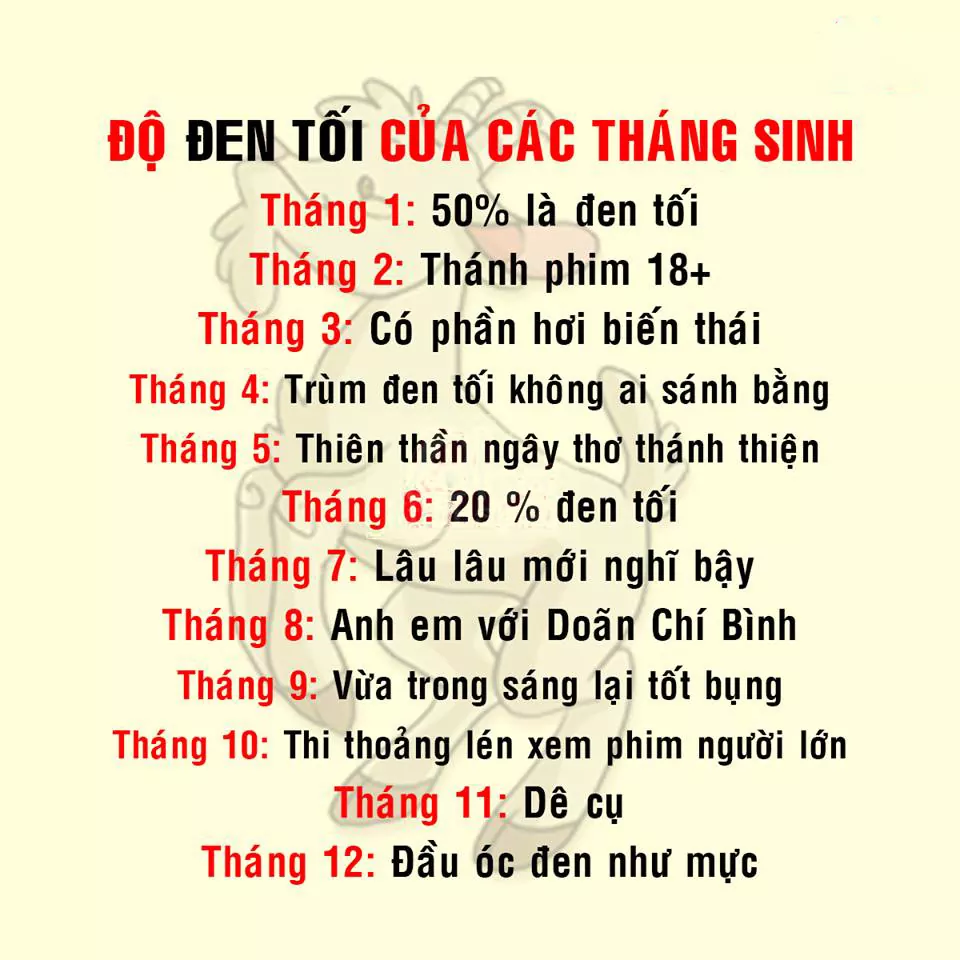 ĐỘ ĐEN TỐI CỦA CÁC THÁNG SINH
Tháng 1: 50% là đen tối
Tháng 2: Thánh phim 18+
Tháng 3: Có phần hơi biến thái
Tháng 4: Trùm đen tối không ai sánh bằng
Tháng 5: Thiên thần ngây thơ thánh thiện
Tháng 6: 20 % đen tối
Tháng 7: Lâu lâu mới nghĩ bậy
Tháng 8: Anh em với Doãn Chí Bình
Tháng 9: Vừa trong sáng lại tốt bụng
Tháng 10: Thi thoảng lén xem phim người lớn
Tháng 11: Dê cụ
Tháng 12: Đầu óc đen như mực